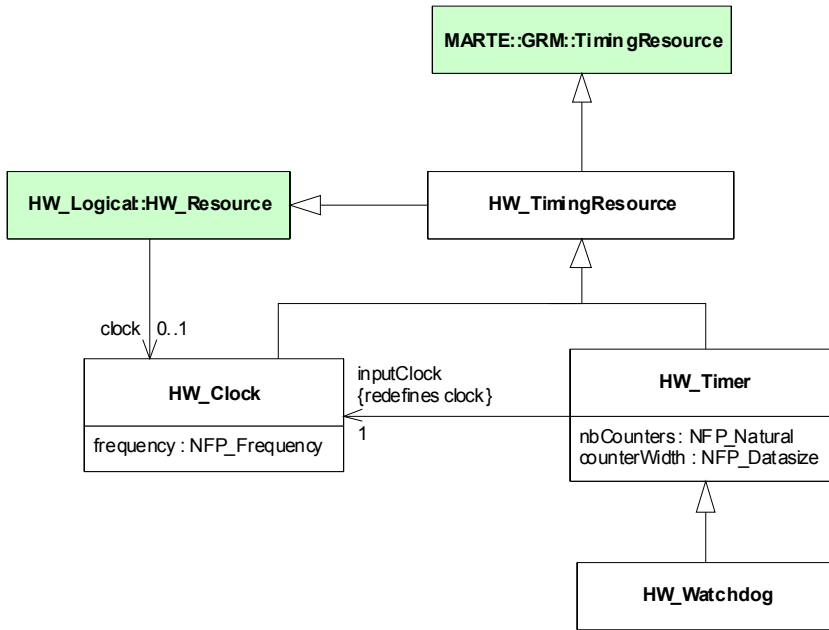 MARTE::GRM::TimingResource
HW_Logical::HW_Resource
HW_TimingResource
clock 0..1
HW_Clock
frequency : NFP_Frequency
inputClock
{redefines clock}
1
HW_Timer
nbCounters : NFP_Natural
counterWidth : NFP_Datasize
HW_Watchdog